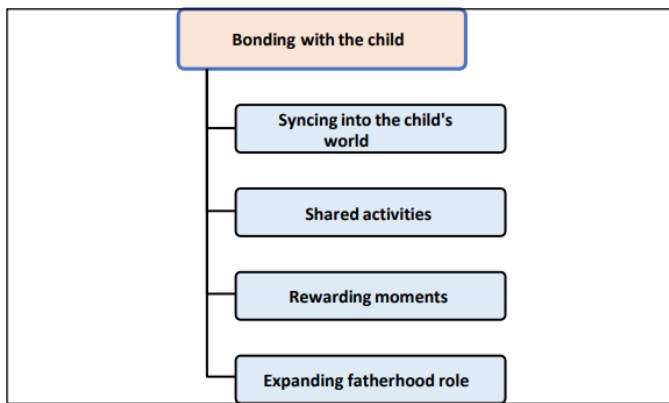 Bonding with the child
Syncing into the child's
world
Shared activities
Rewarding moments
Expanding fatherhood role